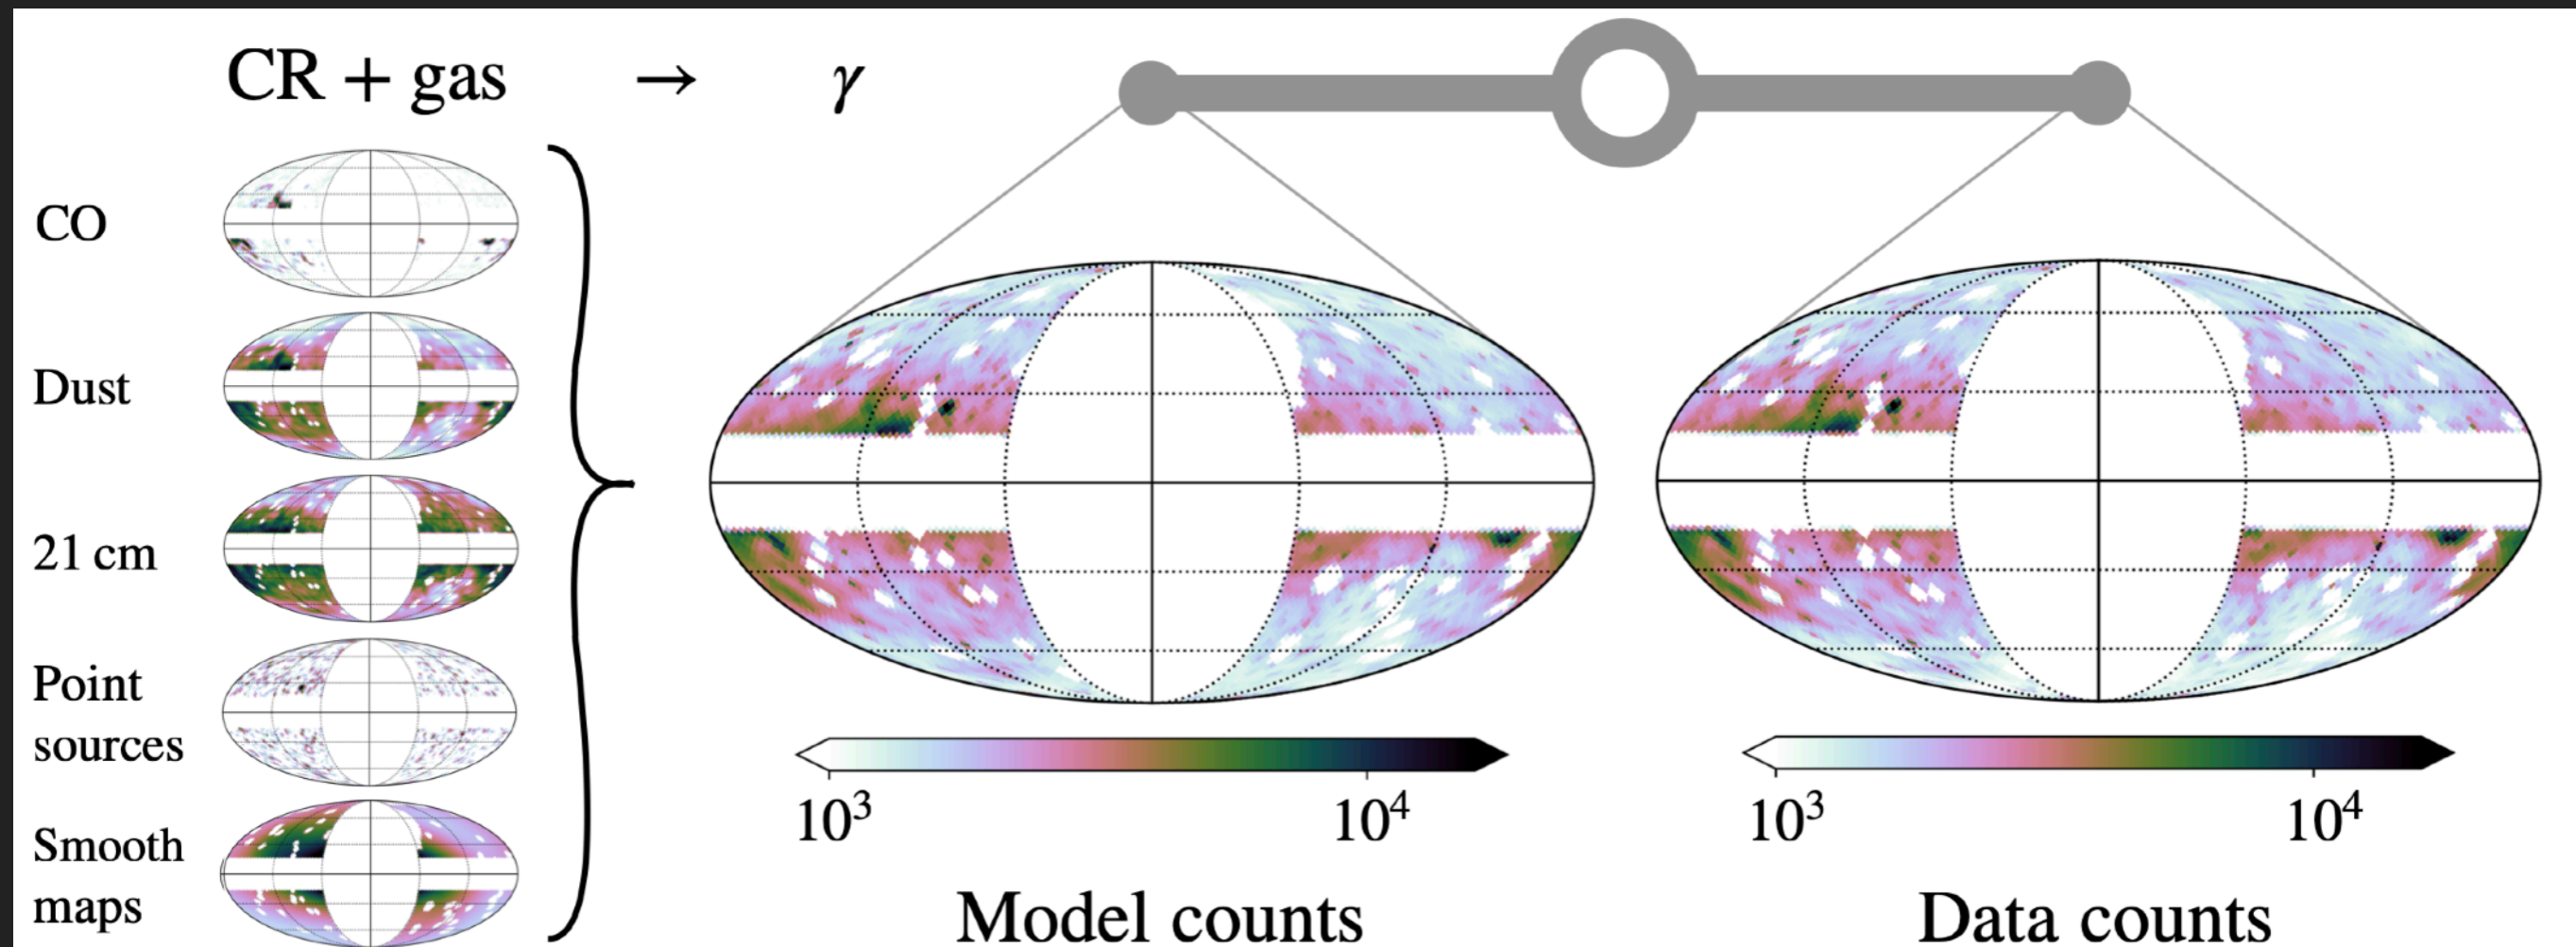 CR + gas → γ
CO
Dust
21 cm
Point
sources
Smooth
maps
10³ 10⁴
Model counts
10³ 10⁴
Data counts